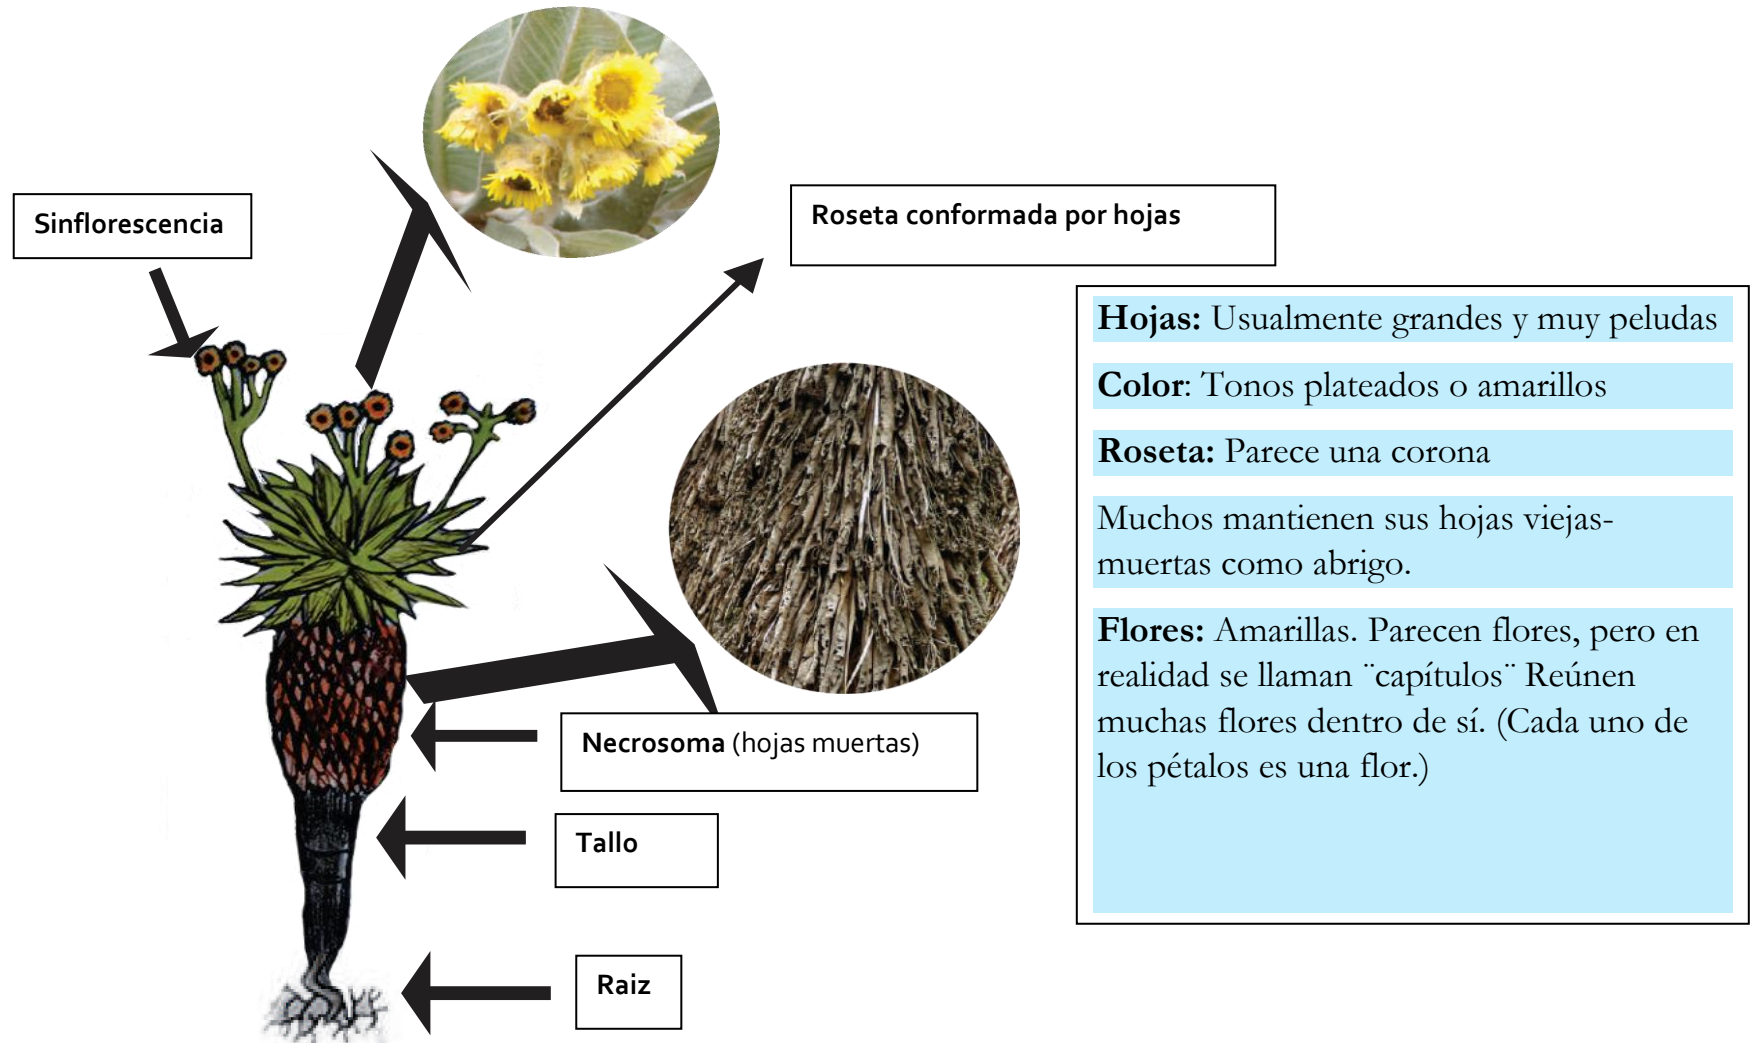 Sinflorescencia
Roseta conformada por hojas
Hojas: Usualmente grandes y muy peludas
Color: Tonos plateados o amarillos
Roseta: Parece una corona
Muchos mantienen sus hojas viejas-
muertas como abrigo.
Flores: Amarillas. Parecen flores, pero en
realidad se llaman ¨capítulos¨ Reúnen
muchas flores dentro de sí. (Cada uno de
los pétalos es una flor.)
Necrosoma (hojas muertas)
Tallo
Raiz